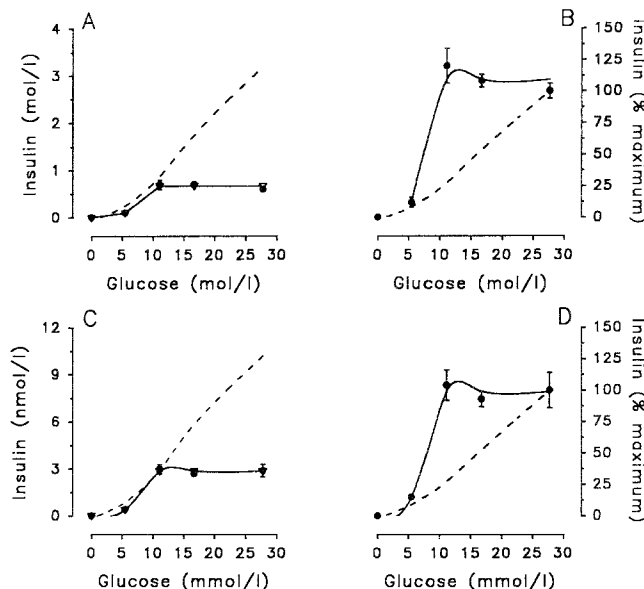 A
B
4
3
2
1
0
Insulin (mol/l)
150
125
100
75
50
25
0
Insulin (% maximum)
0 5 10 15 20 25 30
0 5 10 15 20 25 30
Glucose (mol/l)
Glucose (mol/l)
C
D
12
9
6
3
0
Insulin (nmol/l)
150
125
100
75
50
25
0
Insulin (% maximum)
0 5 10 15 20 25 30
0 5 10 15 20 25 30
Glucose (mmol/l)
Glucose (mmol/l)